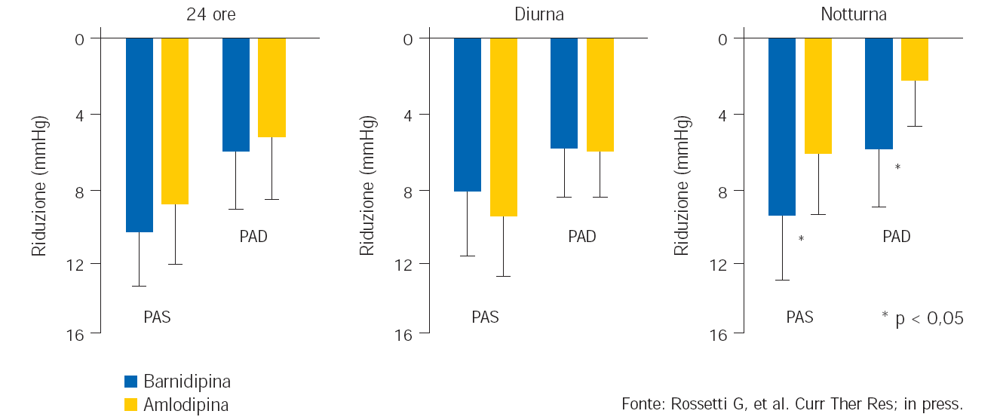 24 ore
0
4
8
12
16
Riduzione (mmHg)
PAS
PAD
Diurna
0
4
8
12
16
Riduzione (mmHg)
PAS
PAD
Notturna
0
4
8
12
16
Riduzione (mmHg)
*
*
PAS
PAD
* p < 0,05
Barnidipina
Amlodipina
Fonte: Rossetti G, et al. Curr Ther Res; in press.